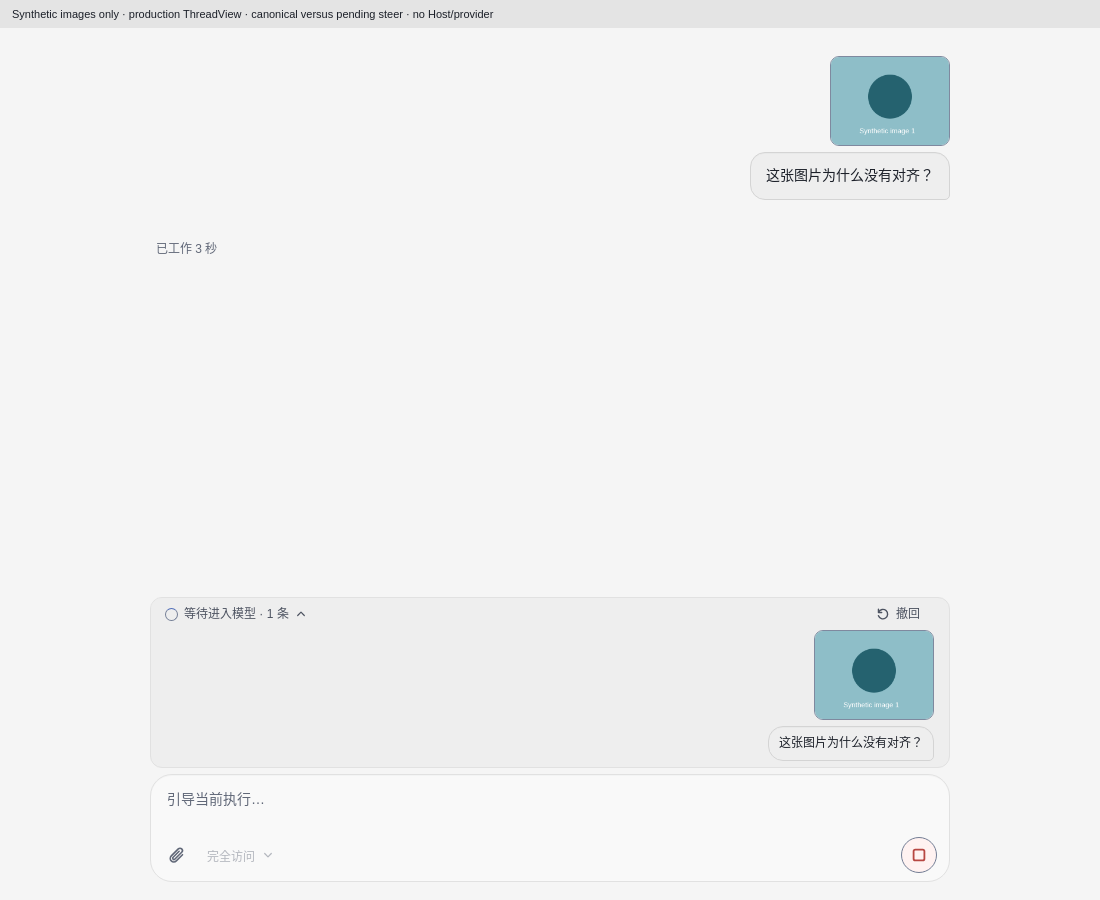 Synthetic images only · production ThreadView · canonical versus pending steer · no Host/provider
Synthetic image 1
这张图片为什么没有对齐？
已工作 3 秒
等待进入模型 · 1 条
撤回
Synthetic image 1
这张图片为什么没有对齐？
引导当前执行…
完全访问